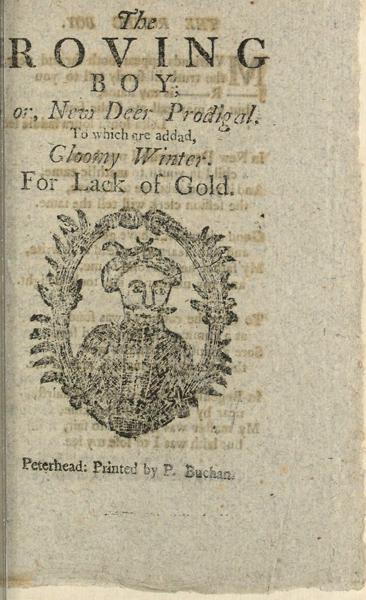 The
ROVING
BOY;
or, New Deer Prodigal.
To which are addad,
Gloomy Winter.
For Lack of Gold.
Peterhead: Printed by P. Buchan.